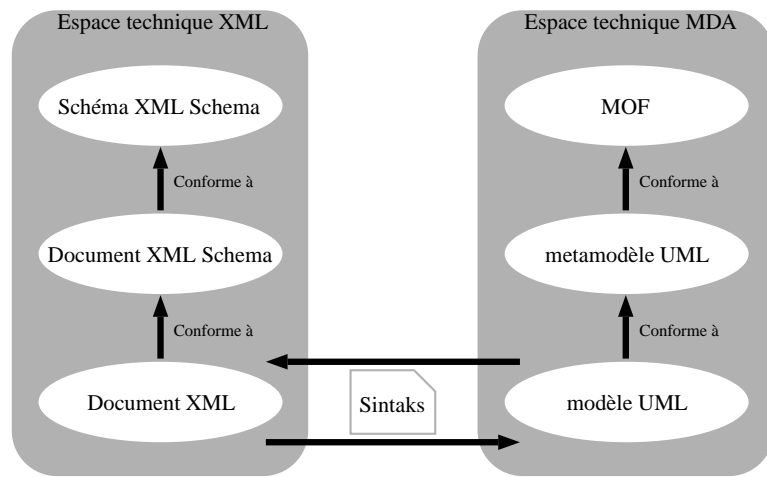 Espace technique XML
Schéma XML Schema
Conforme à
Document XML Schema
Conforme à
Document XML
Sintaks
Espace technique MDA
MOF
Conforme à
metamodèle UML
Conforme à
modèle UML